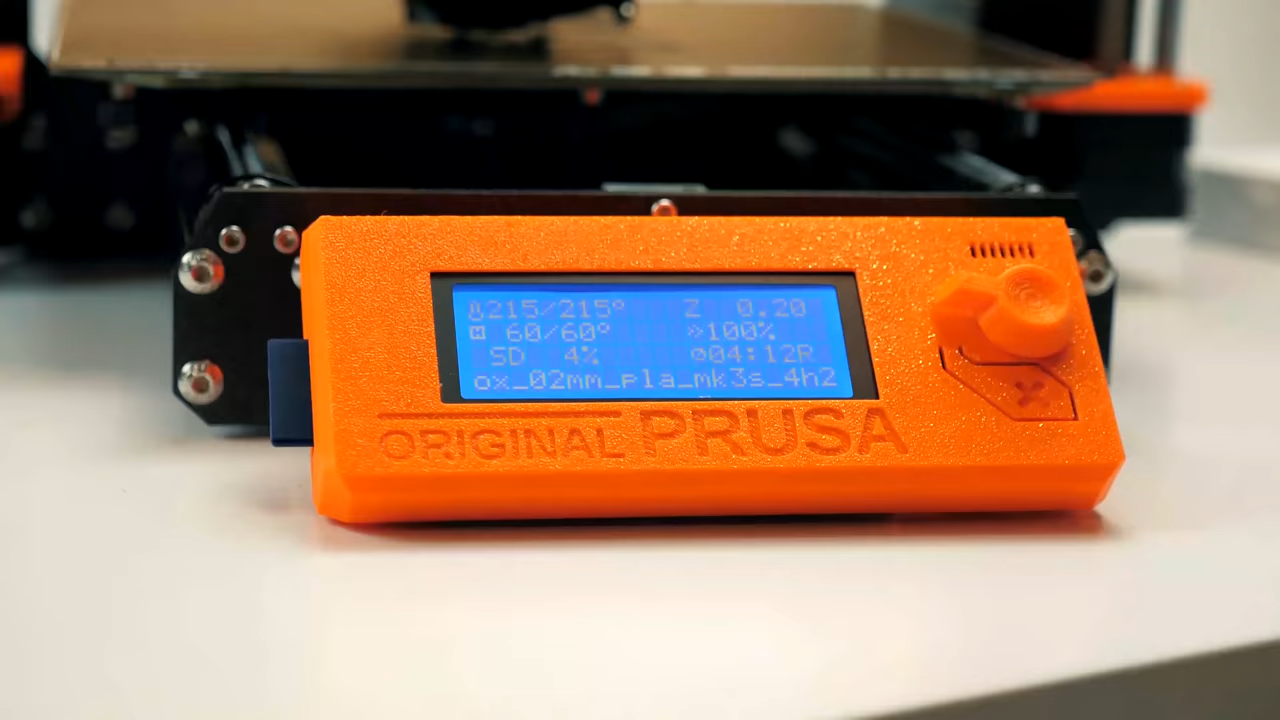 215/215° Z 0.20
60/60° 100%
SD 4% 04:12R
ox_02mm_pla_mk3s_4h2
ORIGINAL PRUSA